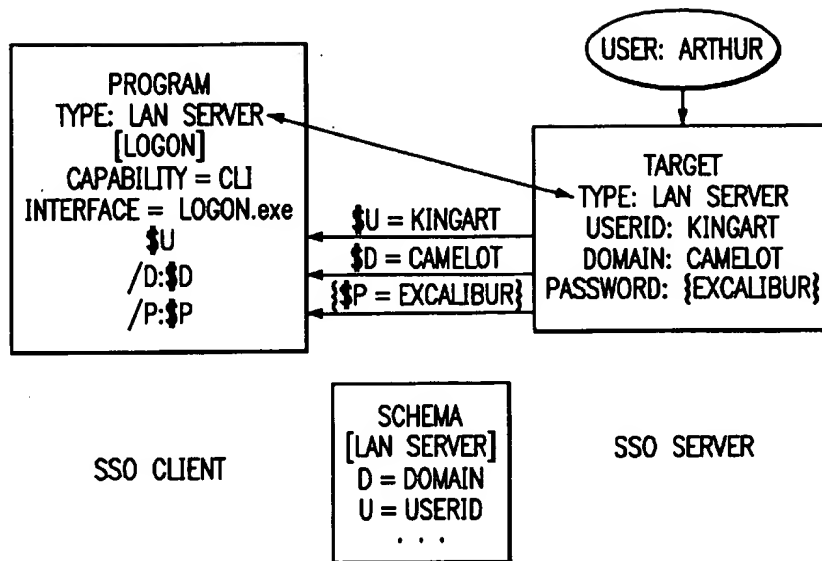 USER: ARTHUR
PROGRAM
TYPE: LAN SERVER
[LOGON]
CAPABILITY = CLI
INTERFACE = LOGON.exe
$U
/D:$D
/P:$P
$U = KINGART
$D = CAMELOT
{$P = EXCALIBUR}
TARGET
TYPE: LAN SERVER
USERID: KINGART
DOMAIN: CAMELOT
PASSWORD: {EXCALIBUR}
SSO CLIENT
SCHEMA
[LAN SERVER]
D = DOMAIN
U = USERID
. . .
SSO SERVER